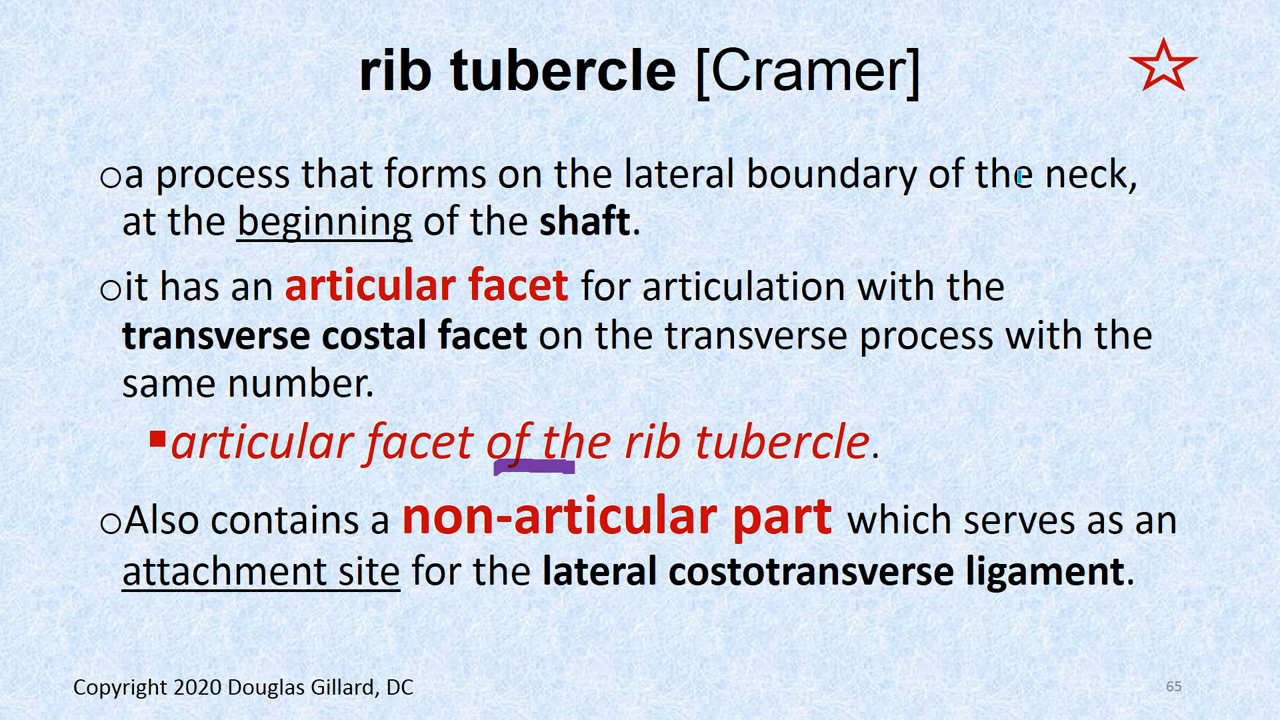 rib tubercle [Cramer]
○a process that forms on the lateral boundary of the neck,
at the beginning of the shaft.
○it has an articular facet for articulation with the
transverse costal facet on the transverse process with the
same number.
▪articular facet of the rib tubercle.
○Also contains a non-articular part which serves as an
attachment site for the lateral costotransverse ligament.
Copyright 2020 Douglas Gillard, DC
65